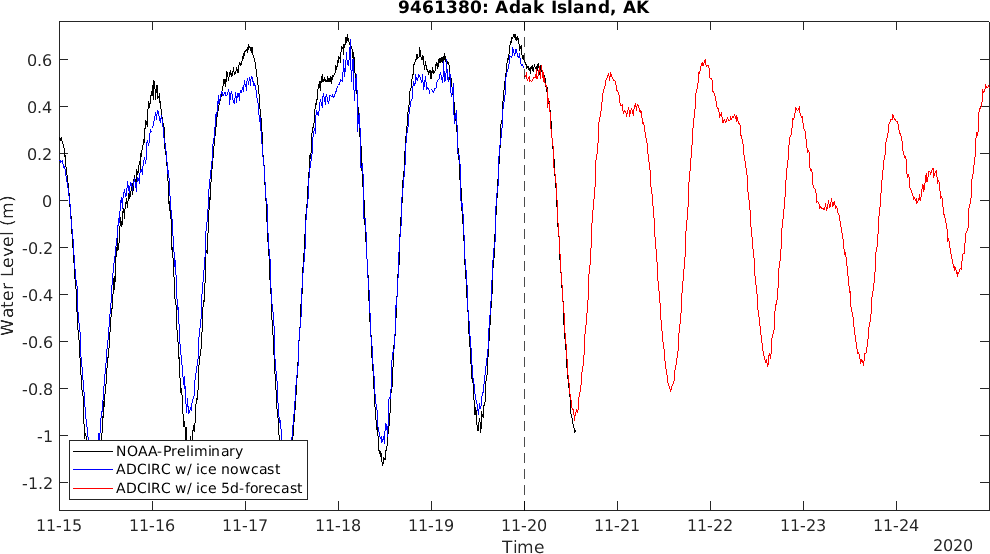 9461380: Adak Island, AK
Water Level (m)
0.6
0.4
0.2
0
-0.2
-0.4
-0.6
-0.8
-1
-1.2
NOAA-Preliminary
ADCIRC w/ ice nowcast
ADCIRC w/ ice 5d-forecast
11-15 11-16 11-17 11-18 11-19 11-20 11-21 11-22 11-23 11-24
Time
2020